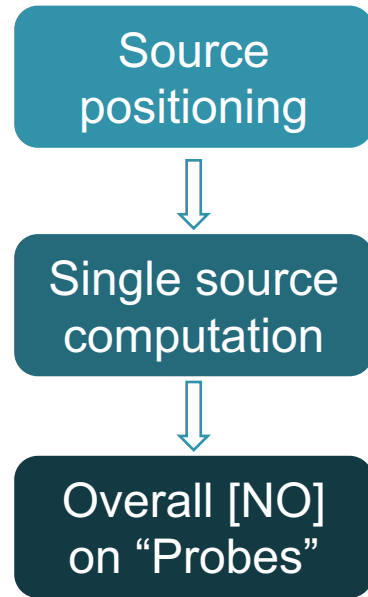 Source
positioning
Single source
computation
Overall [NO]
on “Probes”